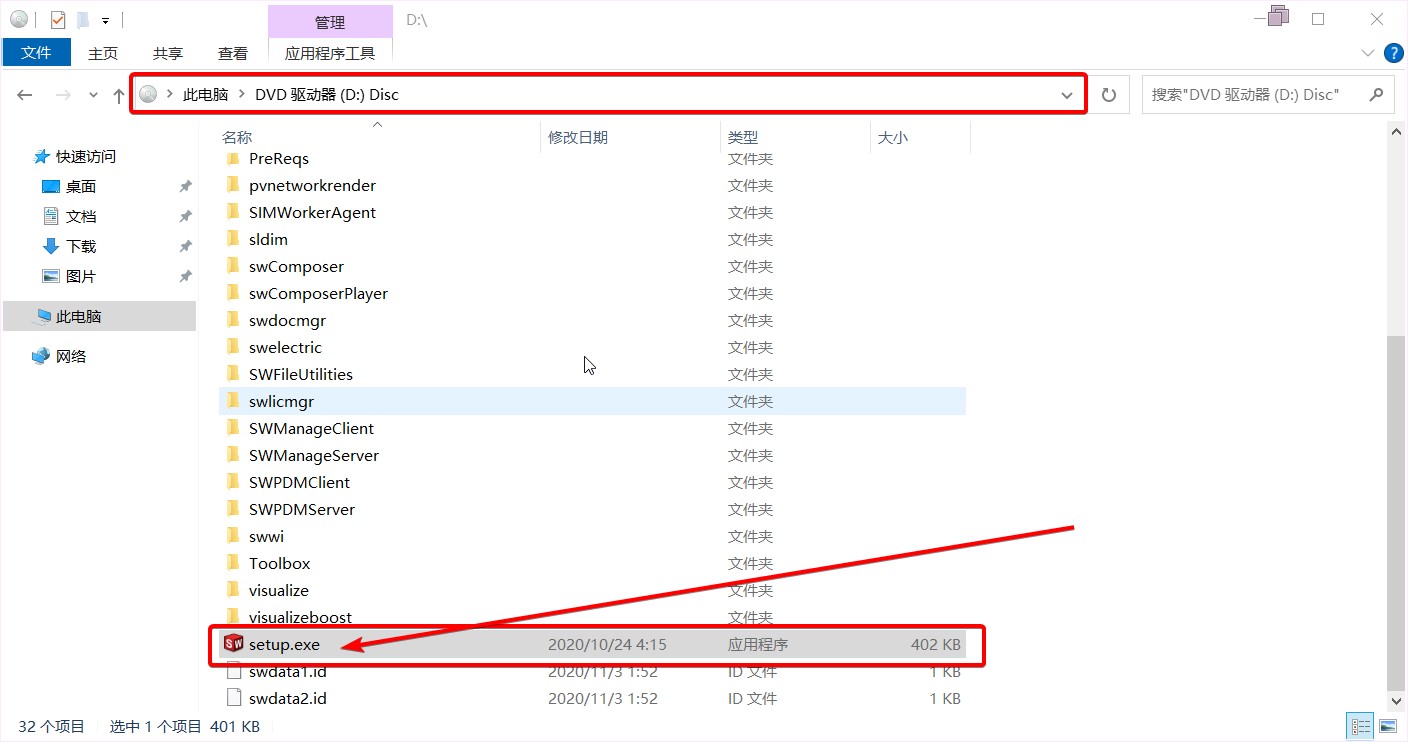 管理
D:\
文件
主页
共享
查看
应用程序工具
此电脑
DVD 驱动器 (D:) Disc
搜索"DVD 驱动器 (D:) Disc"
名称
修改日期
类型
大小
快速访问
桌面
文档
下载
图片
此电脑
网络
PreReqs 文件夹
pvnetworkrender 文件夹
SIMWorkerAgent 文件夹
sldim 文件夹
swComposer 文件夹
swComposerPlayer 文件夹
swdocmgr 文件夹
swelectric 文件夹
SWFileUtilities 文件夹
swlicmgr 文件夹
SWManageClient 文件夹
SWManageServer 文件夹
SWPDMClient 文件夹
SWPDMServer 文件夹
swwi 文件夹
Toolbox 文件夹
visualize 文件夹
visualizeboost 文件夹
SW setup.exe 2020/10/24 4:15 应用程序 402 KB
swdata1.id 2020/11/3 1:52 ID 文件 1 KB
swdata2.id 2020/11/3 1:52 ID 文件 1 KB
32 个项目 选中 1 个项目 401 KB